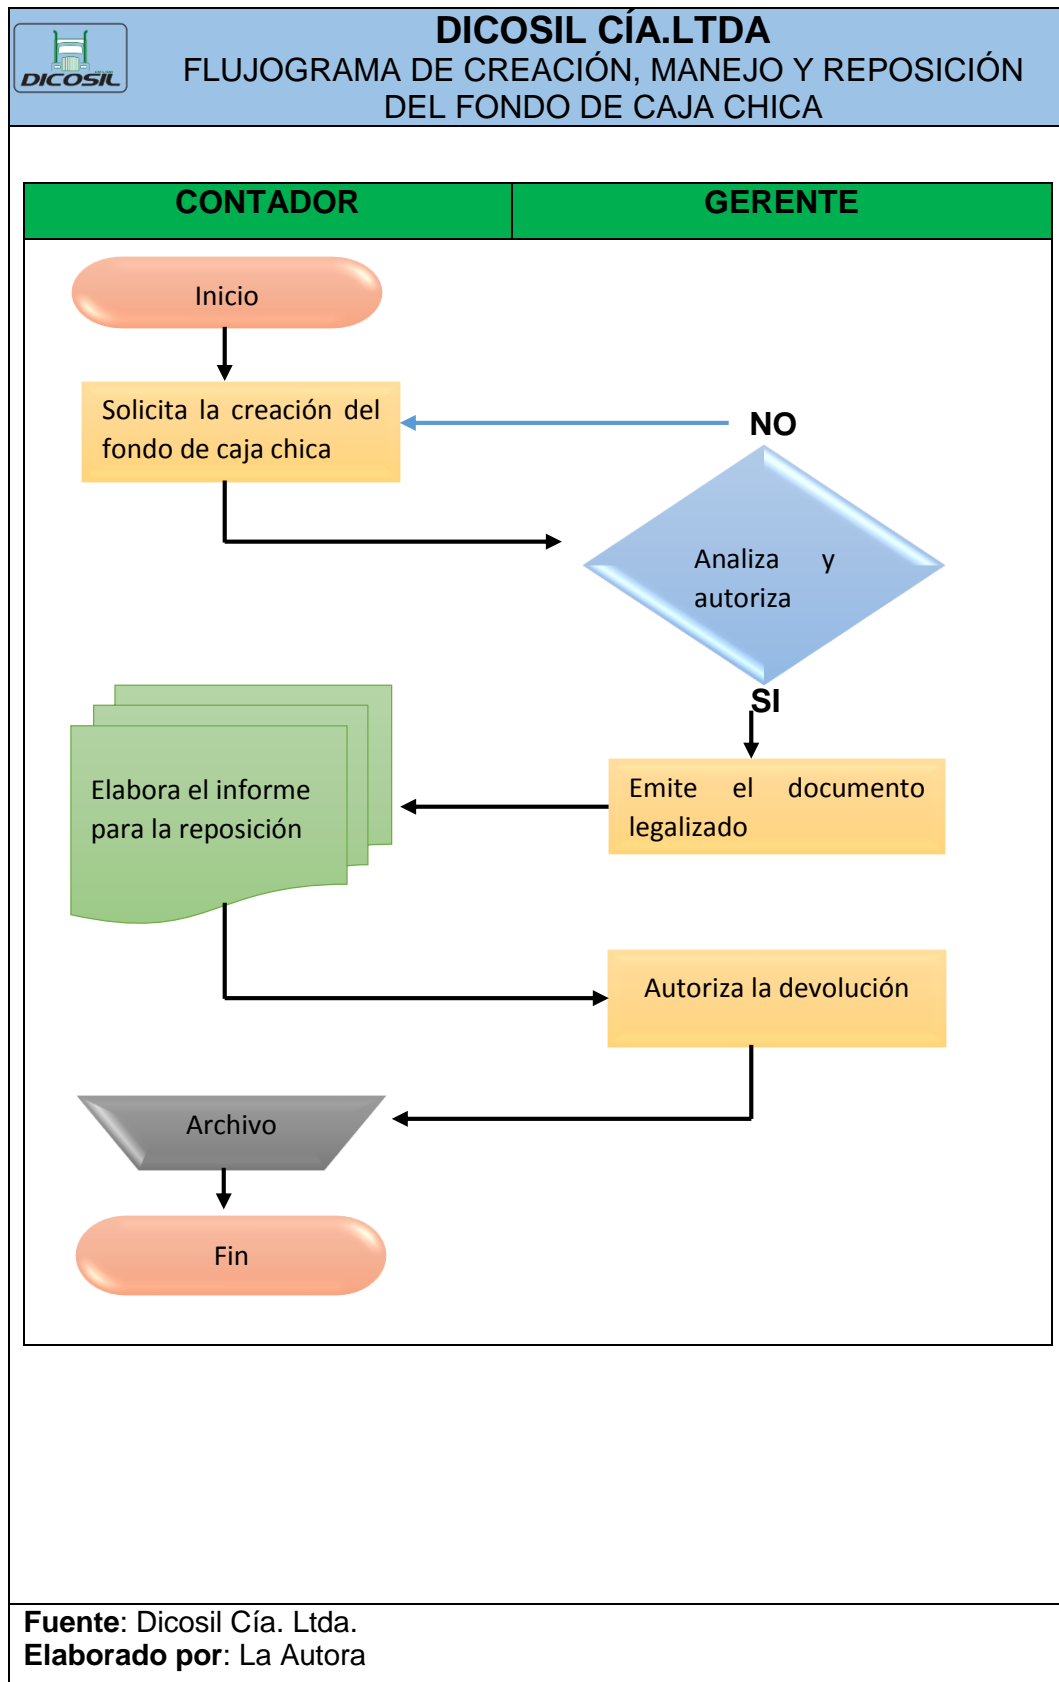 DICOSIL
DICOSIL CÍA.LTDA
FLUJOGRAMA DE CREACIÓN, MANEJO Y REPOSICIÓN
DEL FONDO DE CAJA CHICA
CONTADOR
GERENTE
Inicio
Solicita la creación del
fondo de caja chica
NO
Analiza y
autoriza
SI
Emite el documento
legalizado
Elabora el informe
para la reposición
Autoriza la devolución
Archivo
Fin
Fuente: Dicosil Cía. Ltda.
Elaborado por: La Autora